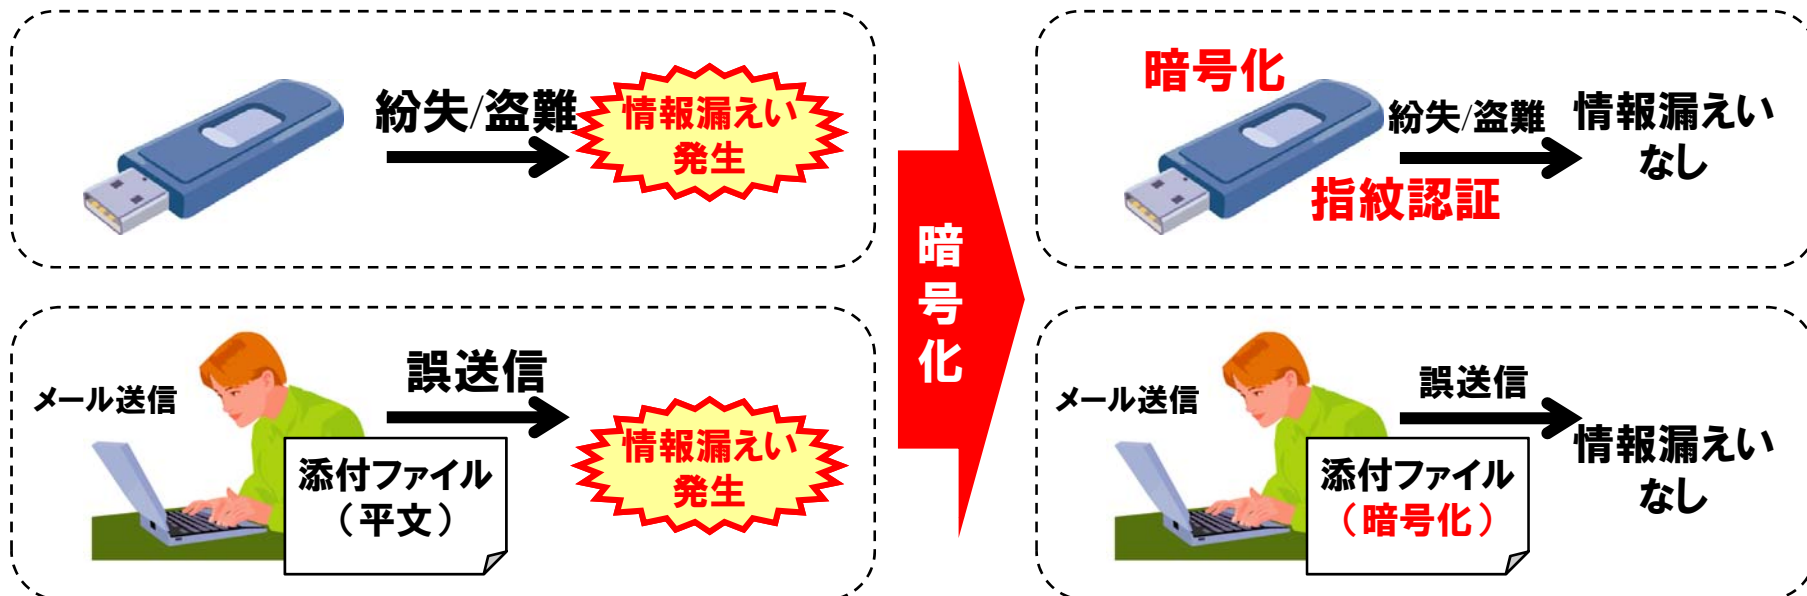 紛失/盗難
情報漏えい
発生
メール送信
誤送信
添付ファイル
（平文）
情報漏えい
発生
暗号化
暗号化
紛失/盗難
指紋認証
情報漏えい
なし
メール送信
誤送信
添付ファイル
（暗号化）
情報漏えい
なし